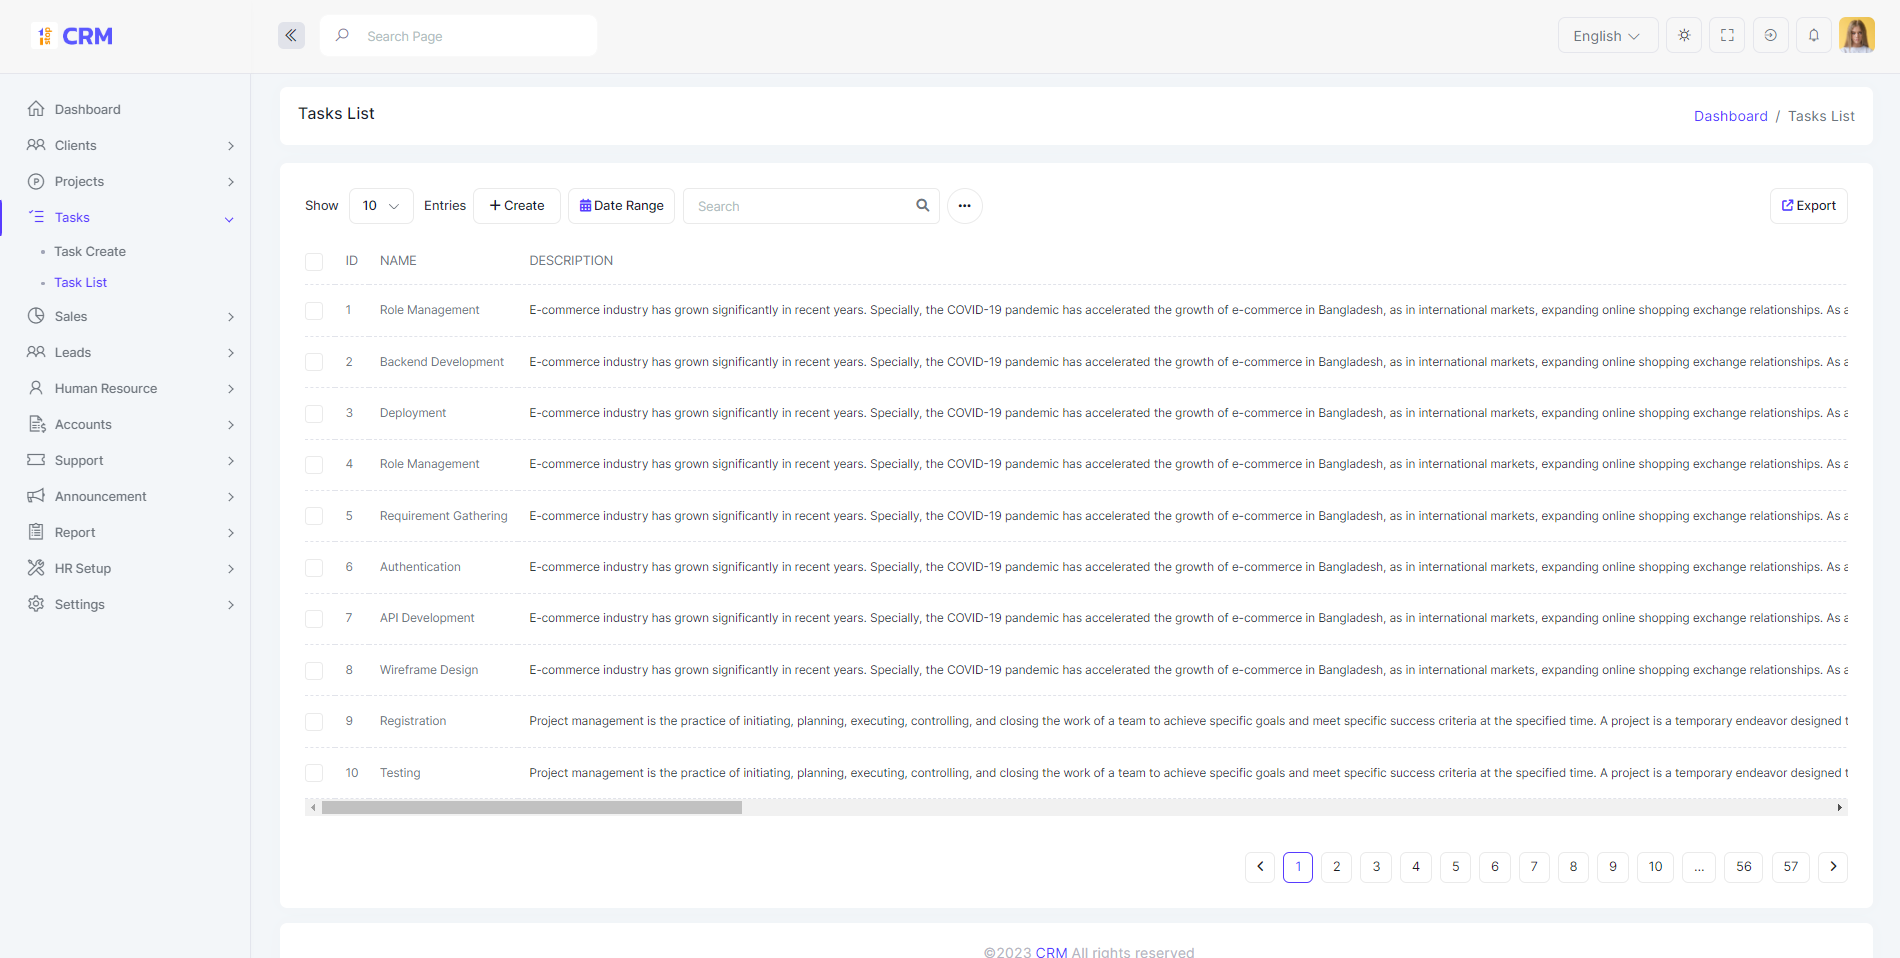 1 stop CRM
Search Page
English
Dashboard
Clients
Projects
Tasks
Task Create
Task List
Sales
Leads
Human Resource
Accounts
Support
Announcement
Report
HR Setup
Settings
Tasks List
Dashboard / Tasks List
Show 10 Entries + Create Date Range Search ••• Export
ID NAME DESCRIPTION
1 Role Management E-commerce industry has grown significantly in recent years. Specially, the COVID-19 pandemic has accelerated the growth of e-commerce in Bangladesh, as in international markets, expanding online shopping exchange relationships. As a
2 Backend Development E-commerce industry has grown significantly in recent years. Specially, the COVID-19 pandemic has accelerated the growth of e-commerce in Bangladesh, as in international markets, expanding online shopping exchange relationships. As a
3 Deployment E-commerce industry has grown significantly in recent years. Specially, the COVID-19 pandemic has accelerated the growth of e-commerce in Bangladesh, as in international markets, expanding online shopping exchange relationships. As a
4 Role Management E-commerce industry has grown significantly in recent years. Specially, the COVID-19 pandemic has accelerated the growth of e-commerce in Bangladesh, as in international markets, expanding online shopping exchange relationships. As a
5 Requirement Gathering E-commerce industry has grown significantly in recent years. Specially, the COVID-19 pandemic has accelerated the growth of e-commerce in Bangladesh, as in international markets, expanding online shopping exchange relationships. As a
6 Authentication E-commerce industry has grown significantly in recent years. Specially, the COVID-19 pandemic has accelerated the growth of e-commerce in Bangladesh, as in international markets, expanding online shopping exchange relationships. As a
7 API Development E-commerce industry has grown significantly in recent years. Specially, the COVID-19 pandemic has accelerated the growth of e-commerce in Bangladesh, as in international markets, expanding online shopping exchange relationships. As a
8 Wireframe Design E-commerce industry has grown significantly in recent years. Specially, the COVID-19 pandemic has accelerated the growth of e-commerce in Bangladesh, as in international markets, expanding online shopping exchange relationships. As a
9 Registration Project management is the practice of initiating, planning, executing, controlling, and closing the work of a team to achieve specific goals and meet specific success criteria at the specified time. A project is a temporary endeavor designed t
10 Testing Project management is the practice of initiating, planning, executing, controlling, and closing the work of a team to achieve specific goals and meet specific success criteria at the specified time. A project is a temporary endeavor designed t
1 2 3 4 5 6 7 8 9 10 ... 56 57
©2023 CRM All rights reserved